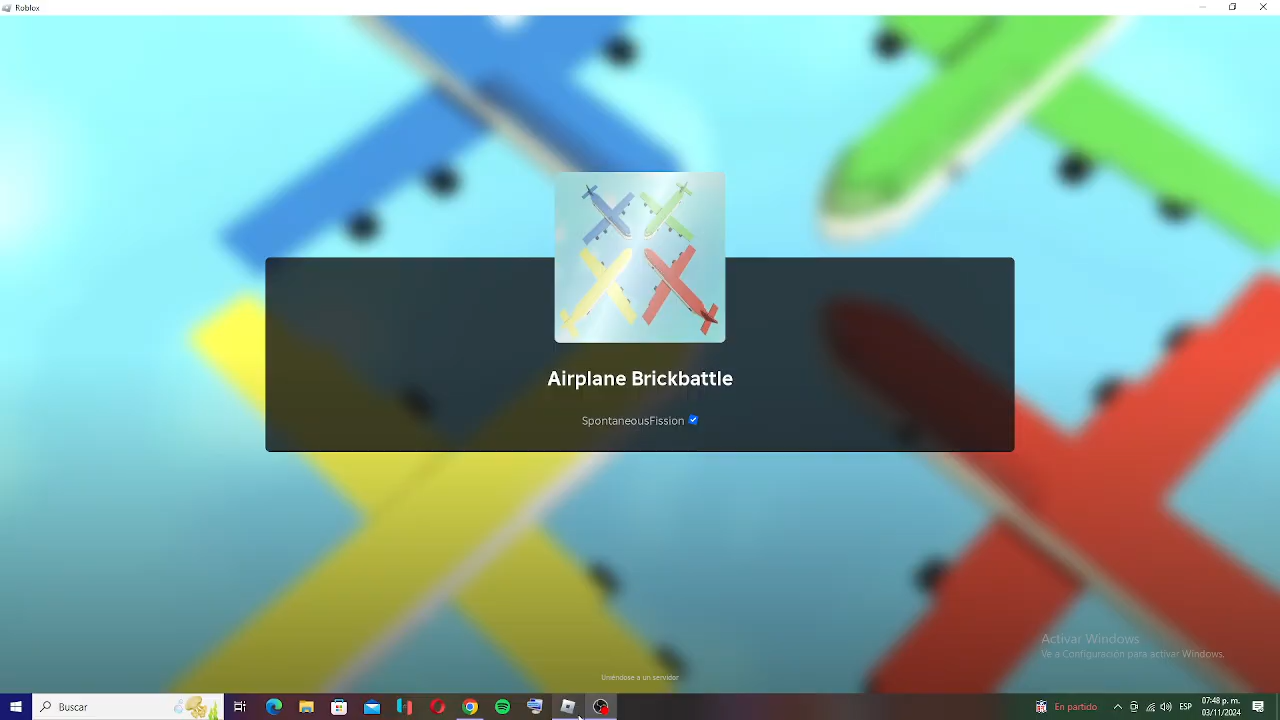 Roblox
Airplane Brickbattle
SpontaneousFission
Activar Windows
Ve a Configuración para activar Windows.
Uniéndose a un servidor
Buscar
En partido
ESP
07:48 p. m.
03/11/2024